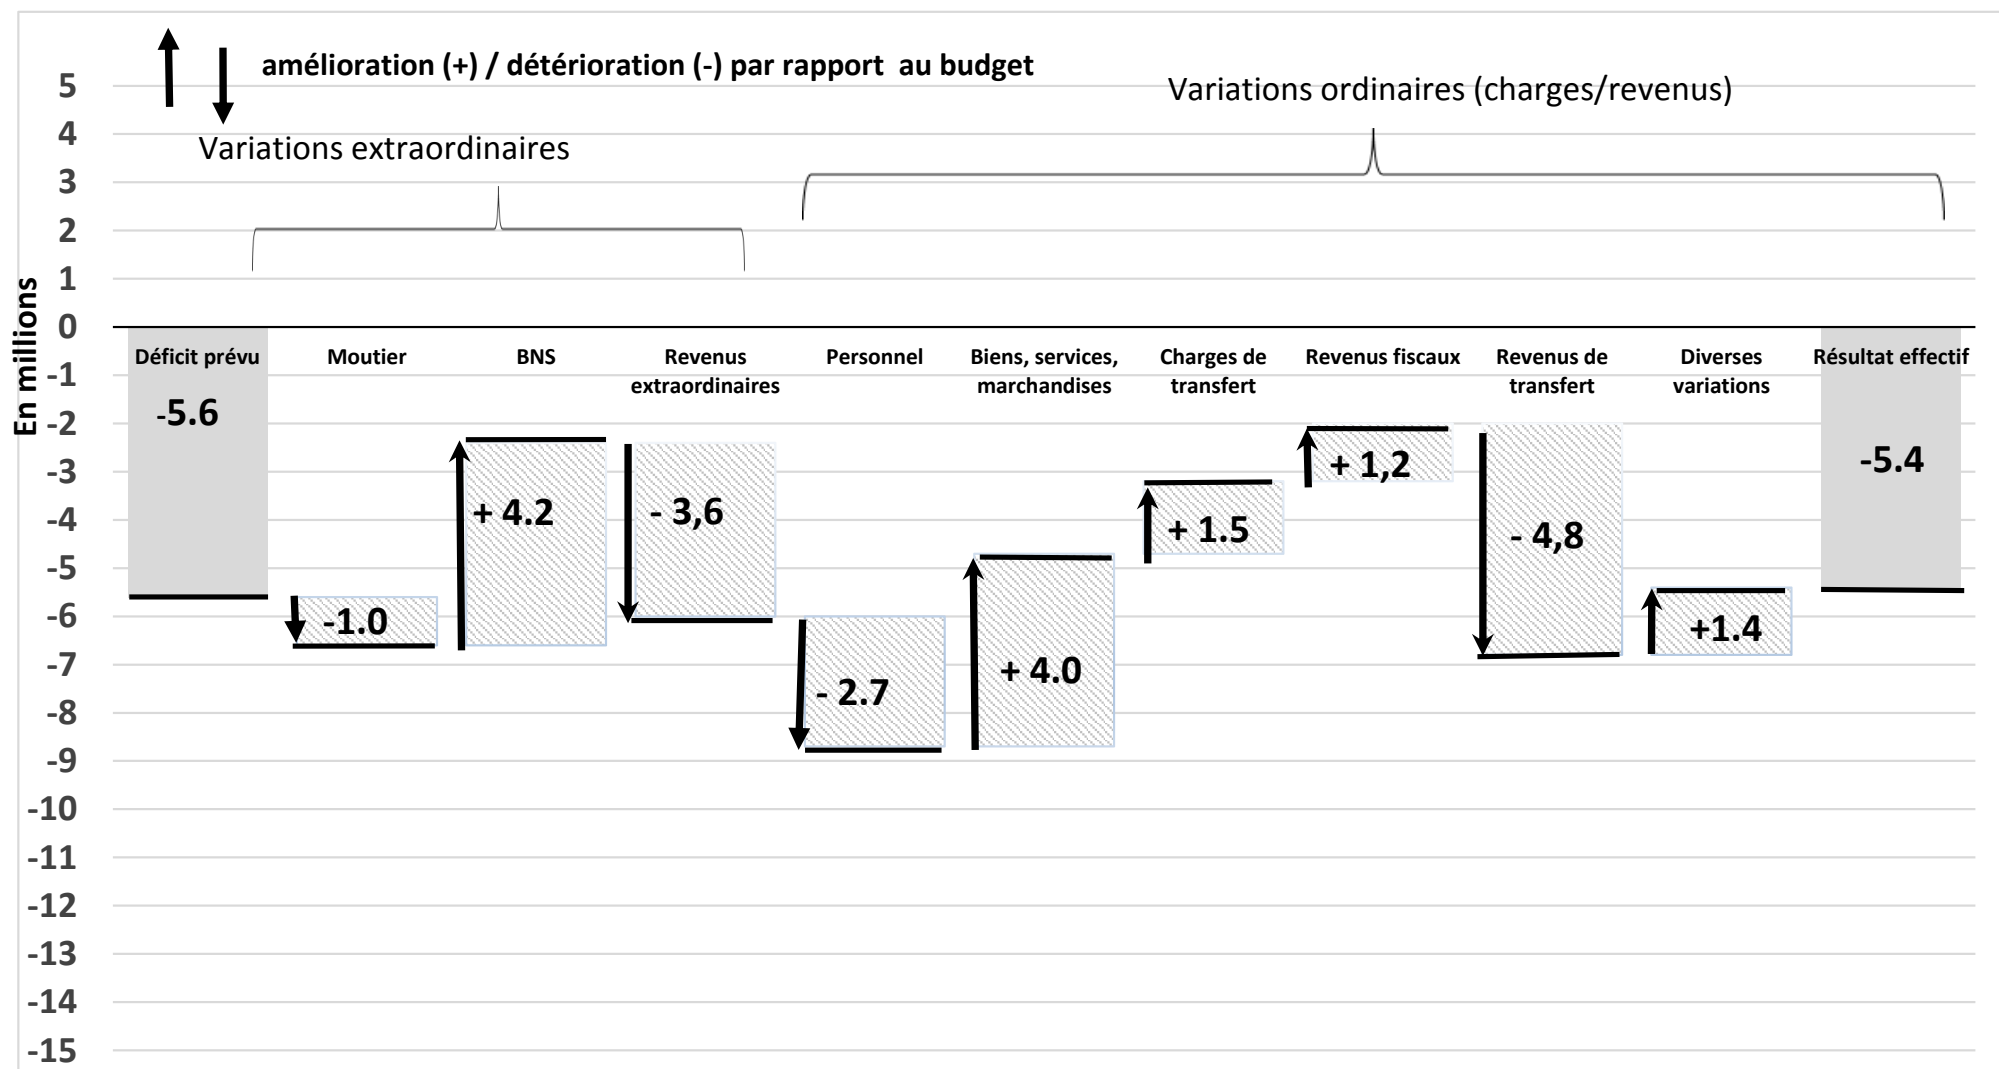 amélioration (+) / détérioration (-) par rapport  au budget
Variations ordinaires (charges/revenus)
Variations extraordinaires
En millions
5
4
3
2
1
0
-1
-2
-3
-4
-5
-6
-7
-8
-9
-10
-11
-12
-13
-14
-15
Déficit prévu
Moutier
BNS
Revenus
extraordinaires
Personnel
Biens, services,
marchandises
Charges de
transfert
Revenus fiscaux
Revenus de
transfert
Diverses
variations
Résultat effectif
-5.6
-1.0
+ 4.2
- 3,6
- 2.7
+ 4.0
+ 1.5
+ 1,2
- 4,8
+1.4
-5.4